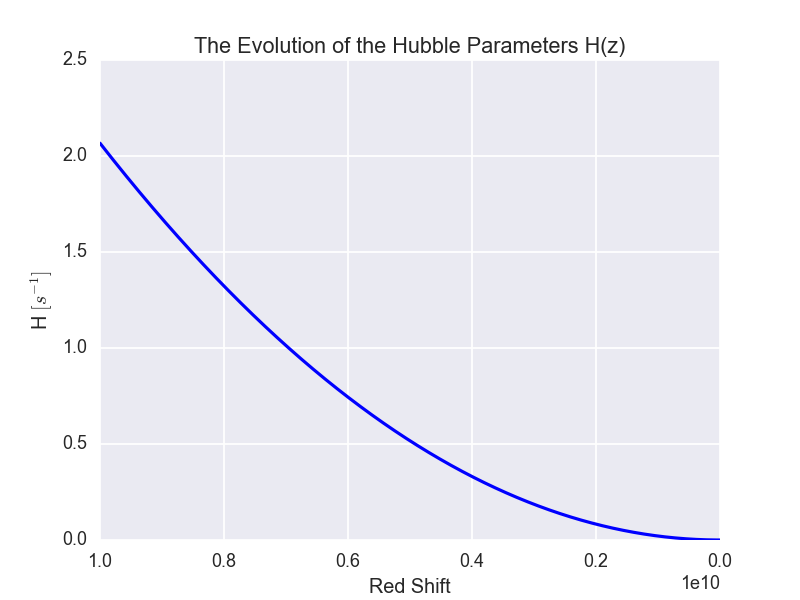 The Evolution of the Hubble Parameters H(z)
2.5
2.0
1.5
1.0
0.5
0.0
H [s⁻¹]
1.0 0.8 0.6 0.4 0.2 0.0
1e10
Red Shift